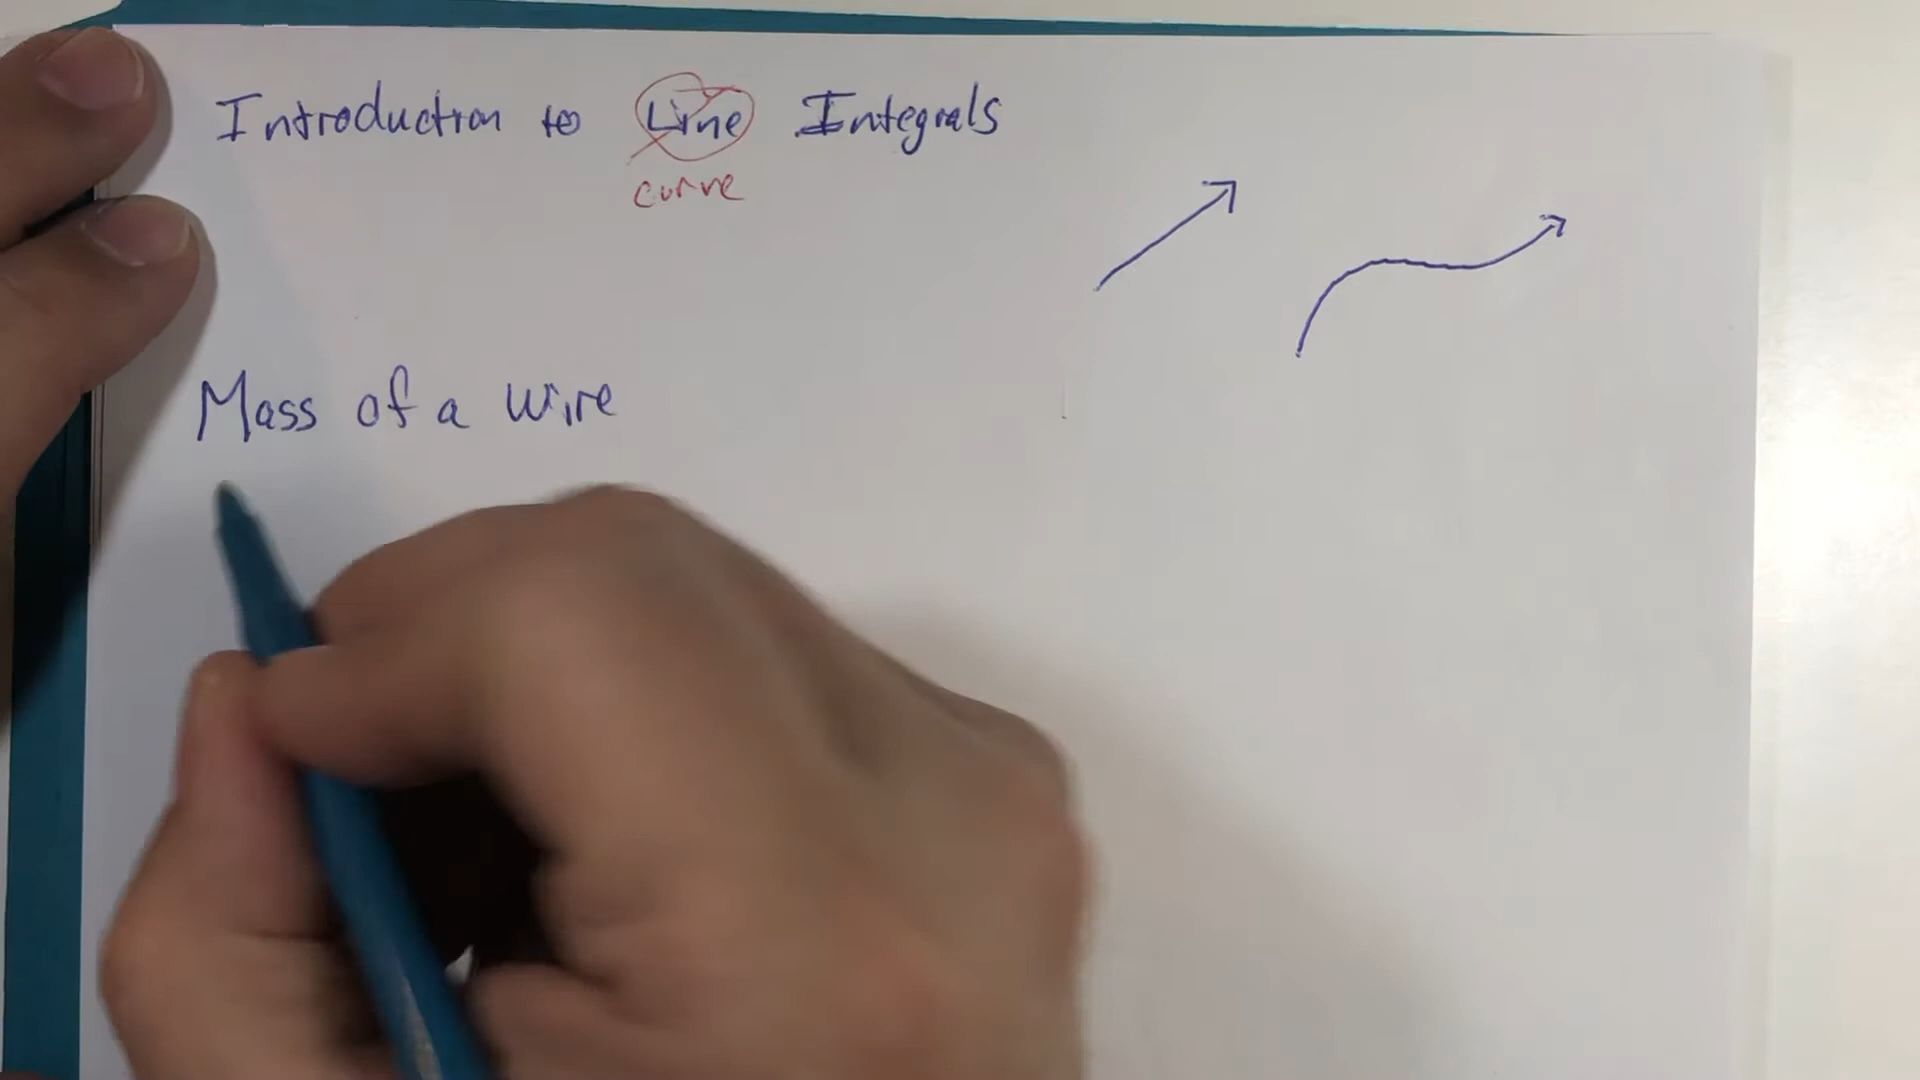 Introduction to Line Integrals
curve
Mass of a wire